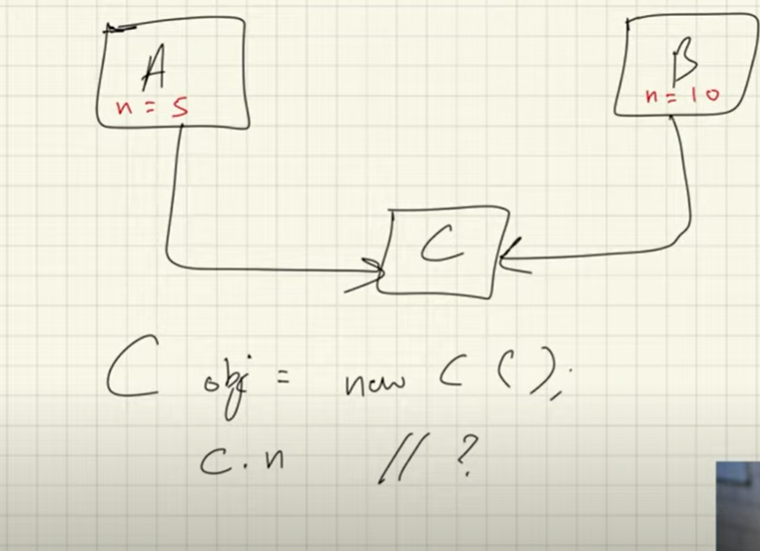 A
n = 5
B
n = 10
C
C obj = new C ();
C.n // ?